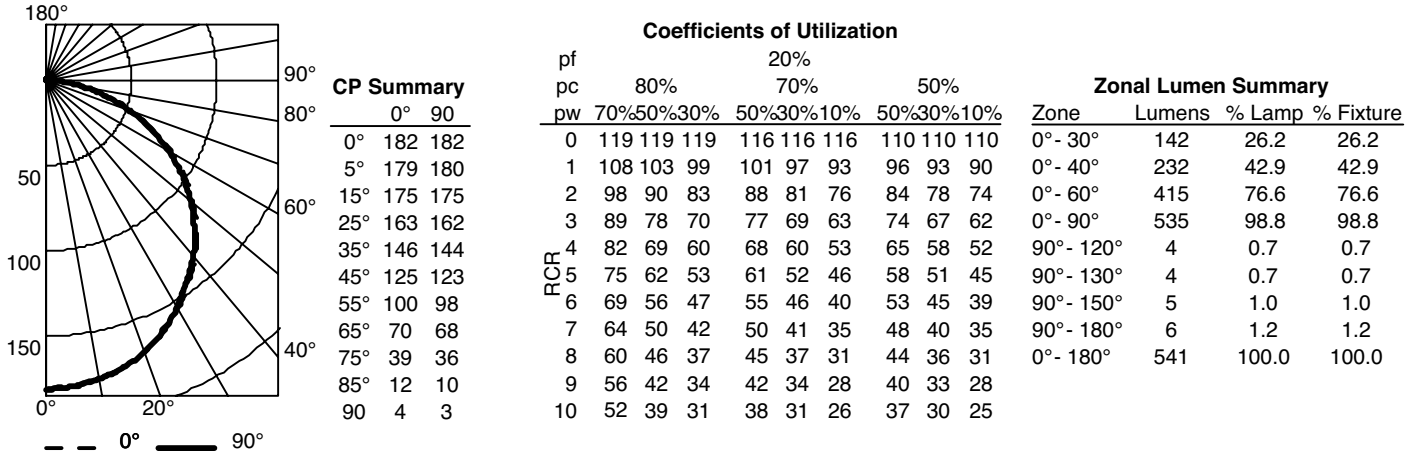 180°
90°
80°
60°
40°
50
100
150
0° 20°
0° 90°
CP Summary
0° 90
0° 182 182
5° 179 180
15° 175 175
25° 163 162
35° 146 144
45° 125 123
55° 100 98
65° 70 68
75° 39 36
85° 12 10
90 4 3
Coefficients of Utilization
pf 20%
pc 80% 70% 50%
pw 70%50%30% 50%30%10% 50%30%10%
RCR
0 119 119 119 116 116 116 110 110 110
1 108 103 99 101 97 93 96 93 90
2 98 90 83 88 81 76 84 78 74
3 89 78 70 77 69 63 74 67 62
4 82 69 60 68 60 53 65 58 52
5 75 62 53 61 52 46 58 51 45
6 69 56 47 55 46 40 53 45 39
7 64 50 42 50 41 35 48 40 35
8 60 46 37 45 37 31 44 36 31
9 56 42 34 42 34 28 40 33 28
10 52 39 31 38 31 26 37 30 25
Zonal Lumen Summary
Zone Lumens % Lamp % Fixture
0°- 30° 142 26.2 26.2
0°- 40° 232 42.9 42.9
0°- 60° 415 76.6 76.6
0°- 90° 535 98.8 98.8
90°- 120° 4 0.7 0.7
90°- 130° 4 0.7 0.7
90°- 150° 5 1.0 1.0
90°- 180° 6 1.2 1.2
0°- 180° 541 100.0 100.0